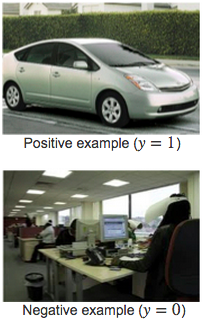 Positive example (y = 1)
Negative example (y = 0)